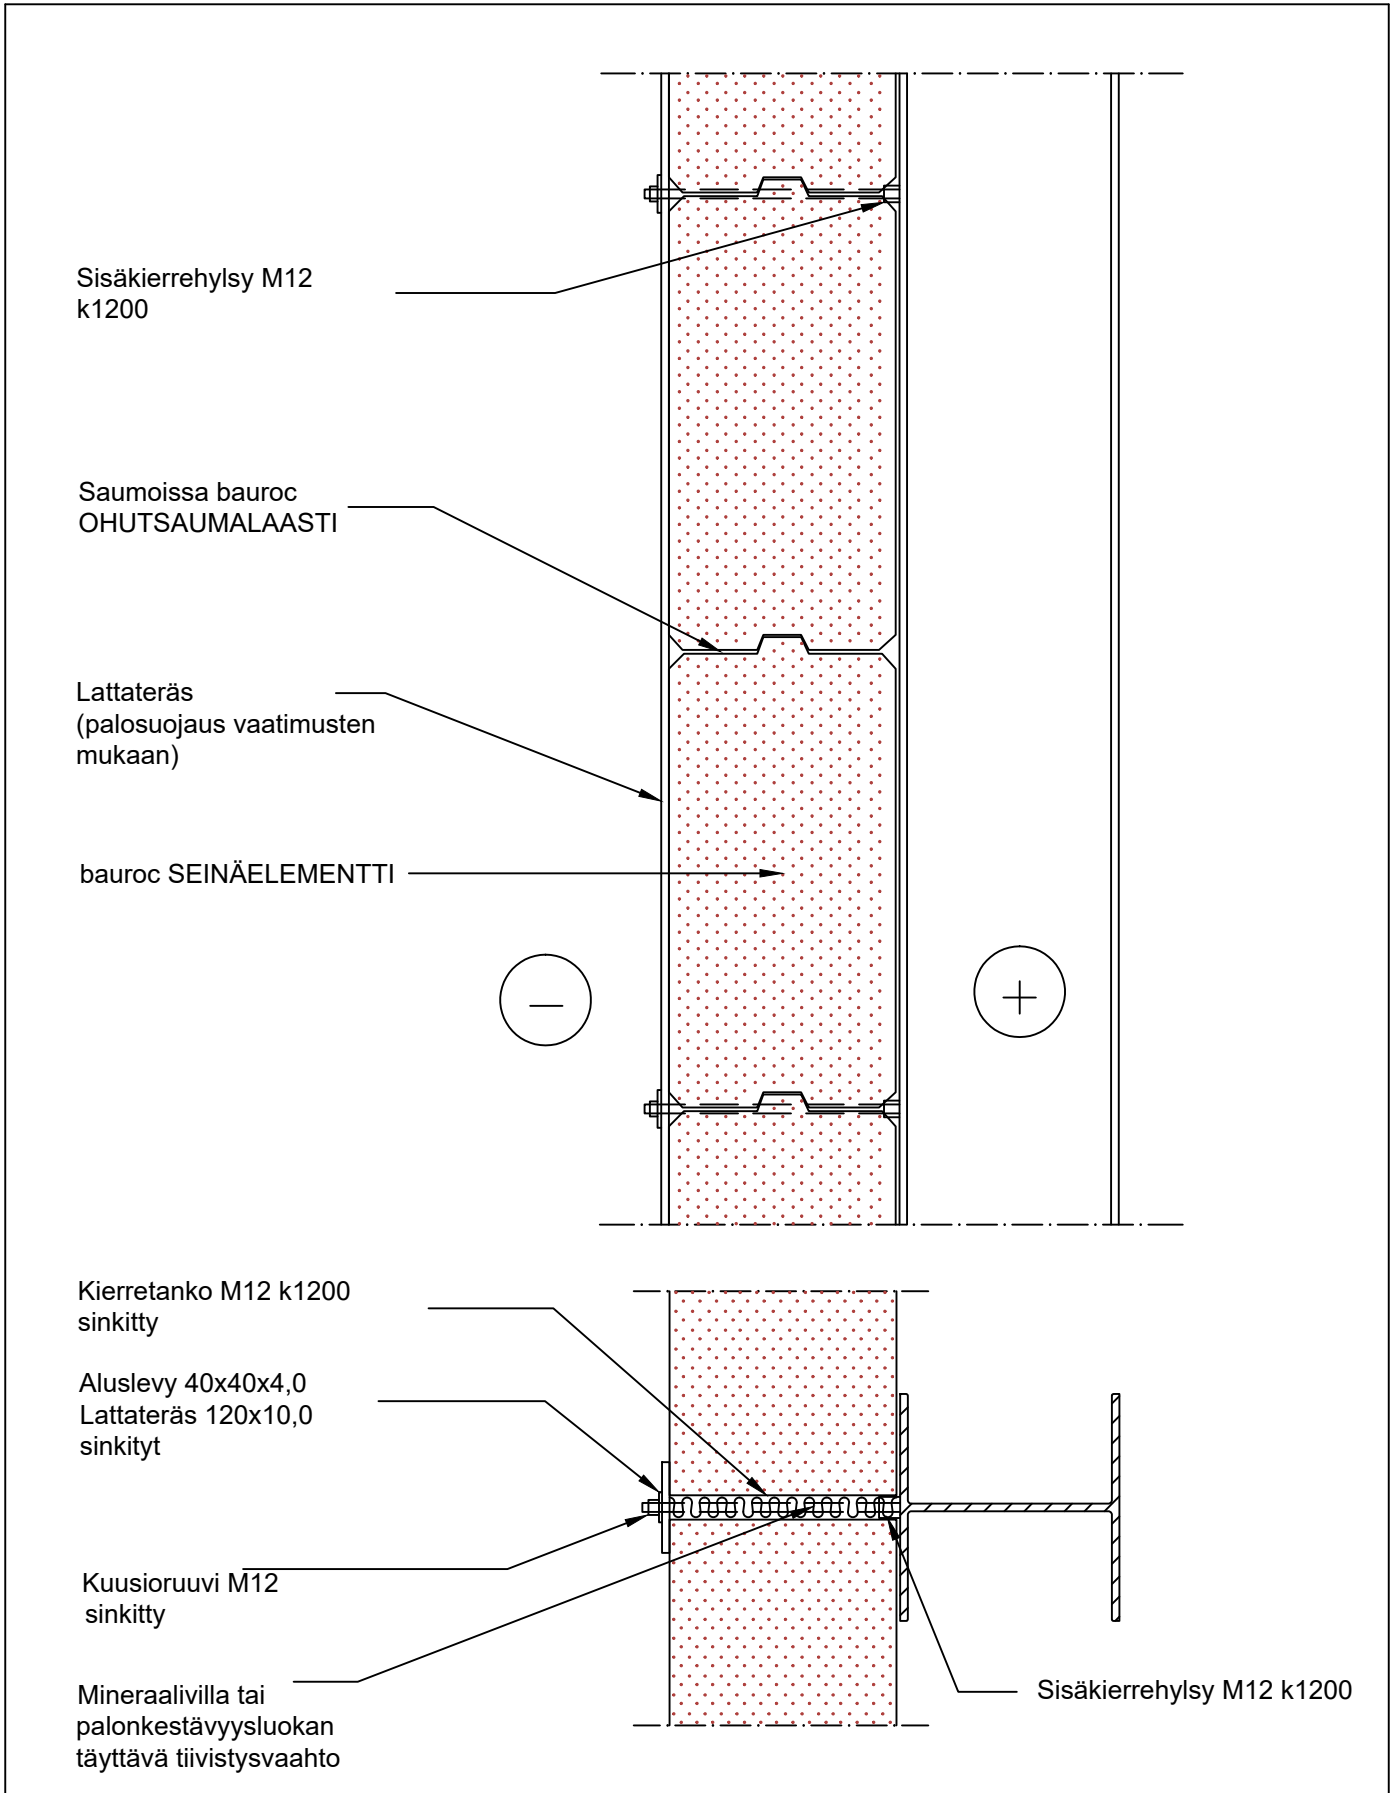 Sisäkierrehylsy M12
k1200
Saumoissa bauroc
OHUTSAUMALAASTI
Lattateräs
(palosuojaus vaatimusten
mukaan)
bauroc SEINÄELEMENTTI
Kierretanko M12 k1200
sinkitty
Aluslevy 40x40x4,0
Lattateräs 120x10,0
sinkityt
Kuusioruuvi M12
sinkitty
Mineraalivilla tai
palonkestävyysluokan
täyttävä tiivistysvaahto
Sisäkierrehylsy M12 k1200